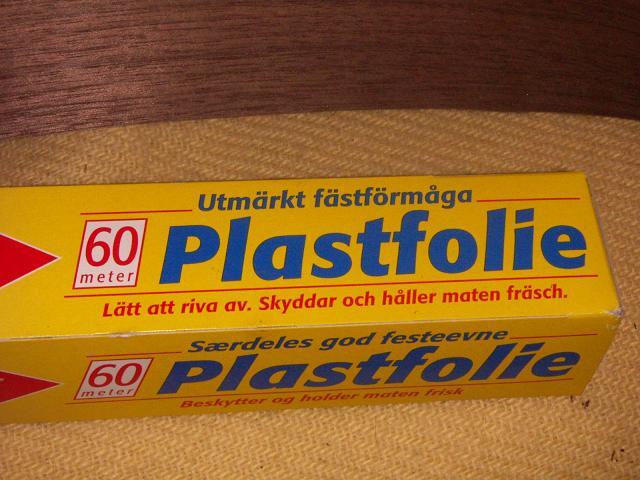 Utmärkt fästförmåga
60
meter
Plastfolie
Lätt att riva av. Skyddar och håller maten fräsch.
Særdeles god festeevne
60
meter
Plastfolie
Beskytter og holder maten frisk